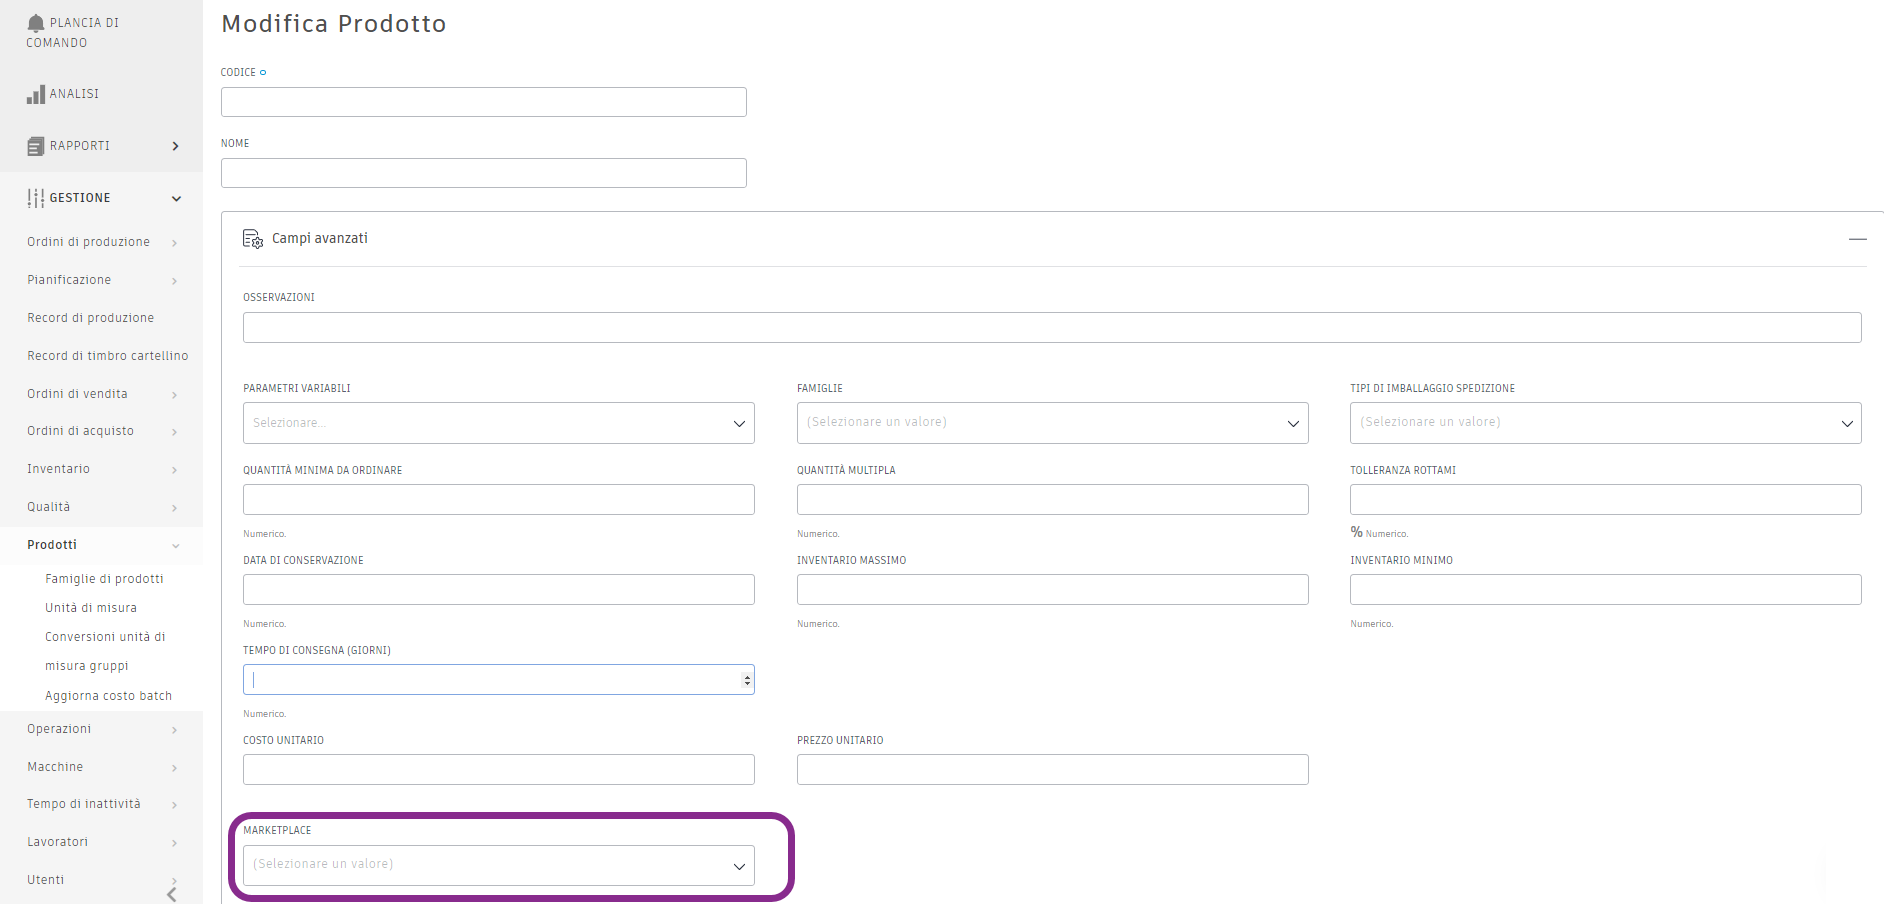 PLANCIA DI
COMANDO
ANALISI
RAPPORTI
GESTIONE
Ordini di produzione
Pianificazione
Record di produzione
Record di timbro cartellino
Ordini di vendita
Ordini di acquisto
Inventario
Qualità
Prodotti
Famiglie di prodotti
Unità di misura
Conversioni unità di
misura gruppi
Aggiorna costo batch
Operazioni
Macchine
Tempo di inattività
Lavoratori
Utenti
Modifica Prodotto
CODICE
NOME
Campi avanzati
OSSERVAZIONI
PARAMETRI VARIABILI
Selezionare...
FAMIGLIE
(Selezionare un valore)
TIPI DI IMBALLAGGIO SPEDIZIONE
(Selezionare un valore)
QUANTITÀ MINIMA DA ORDINARE
Numerico.
QUANTITÀ MULTIPLA
Numerico.
TOLLERANZA ROTTAMI
% Numerico.
DATA DI CONSERVAZIONE
Numerico.
INVENTARIO MASSIMO
Numerico.
INVENTARIO MINIMO
Numerico.
TEMPO DI CONSEGNA (GIORNI)
Numerico.
COSTO UNITARIO
PREZZO UNITARIO
MARKETPLACE
(Selezionare un valore)